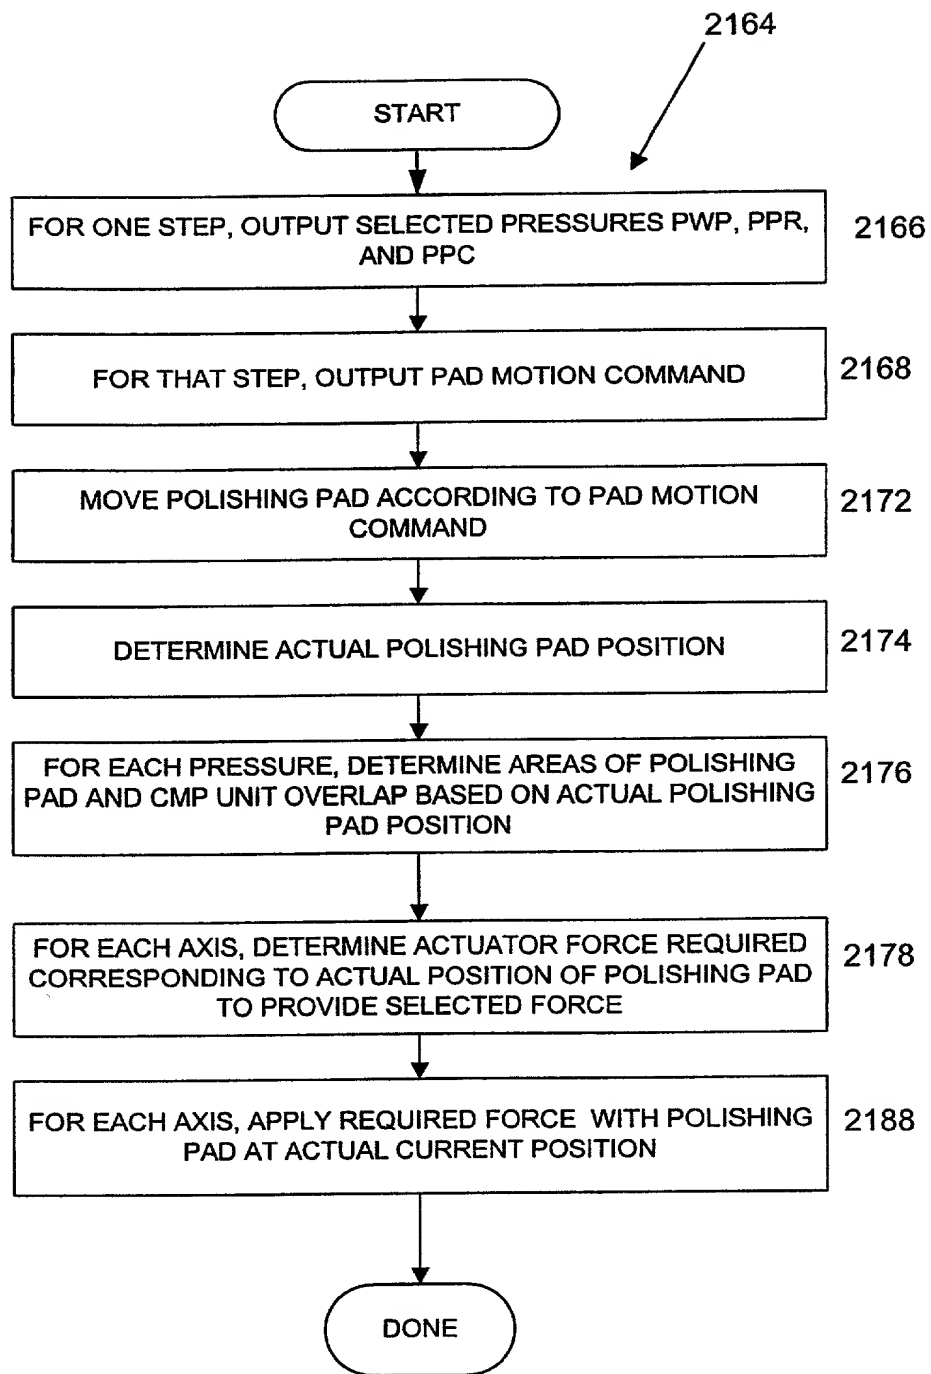 2164
START
FOR ONE STEP, OUTPUT SELECTED PRESSURES PWP, PPR,
AND PPC
2166
FOR THAT STEP, OUTPUT PAD MOTION COMMAND
2168
MOVE POLISHING PAD ACCORDING TO PAD MOTION
COMMAND
2172
DETERMINE ACTUAL POLISHING PAD POSITION
2174
FOR EACH PRESSURE, DETERMINE AREAS OF POLISHING
PAD AND CMP UNIT OVERLAP BASED ON ACTUAL POLISHING
PAD POSITION
2176
FOR EACH AXIS, DETERMINE ACTUATOR FORCE REQUIRED
CORRESPONDING TO ACTUAL POSITION OF POLISHING PAD
TO PROVIDE SELECTED FORCE
2178
FOR EACH AXIS, APPLY REQUIRED FORCE WITH POLISHING
PAD AT ACTUAL CURRENT POSITION
2188
DONE